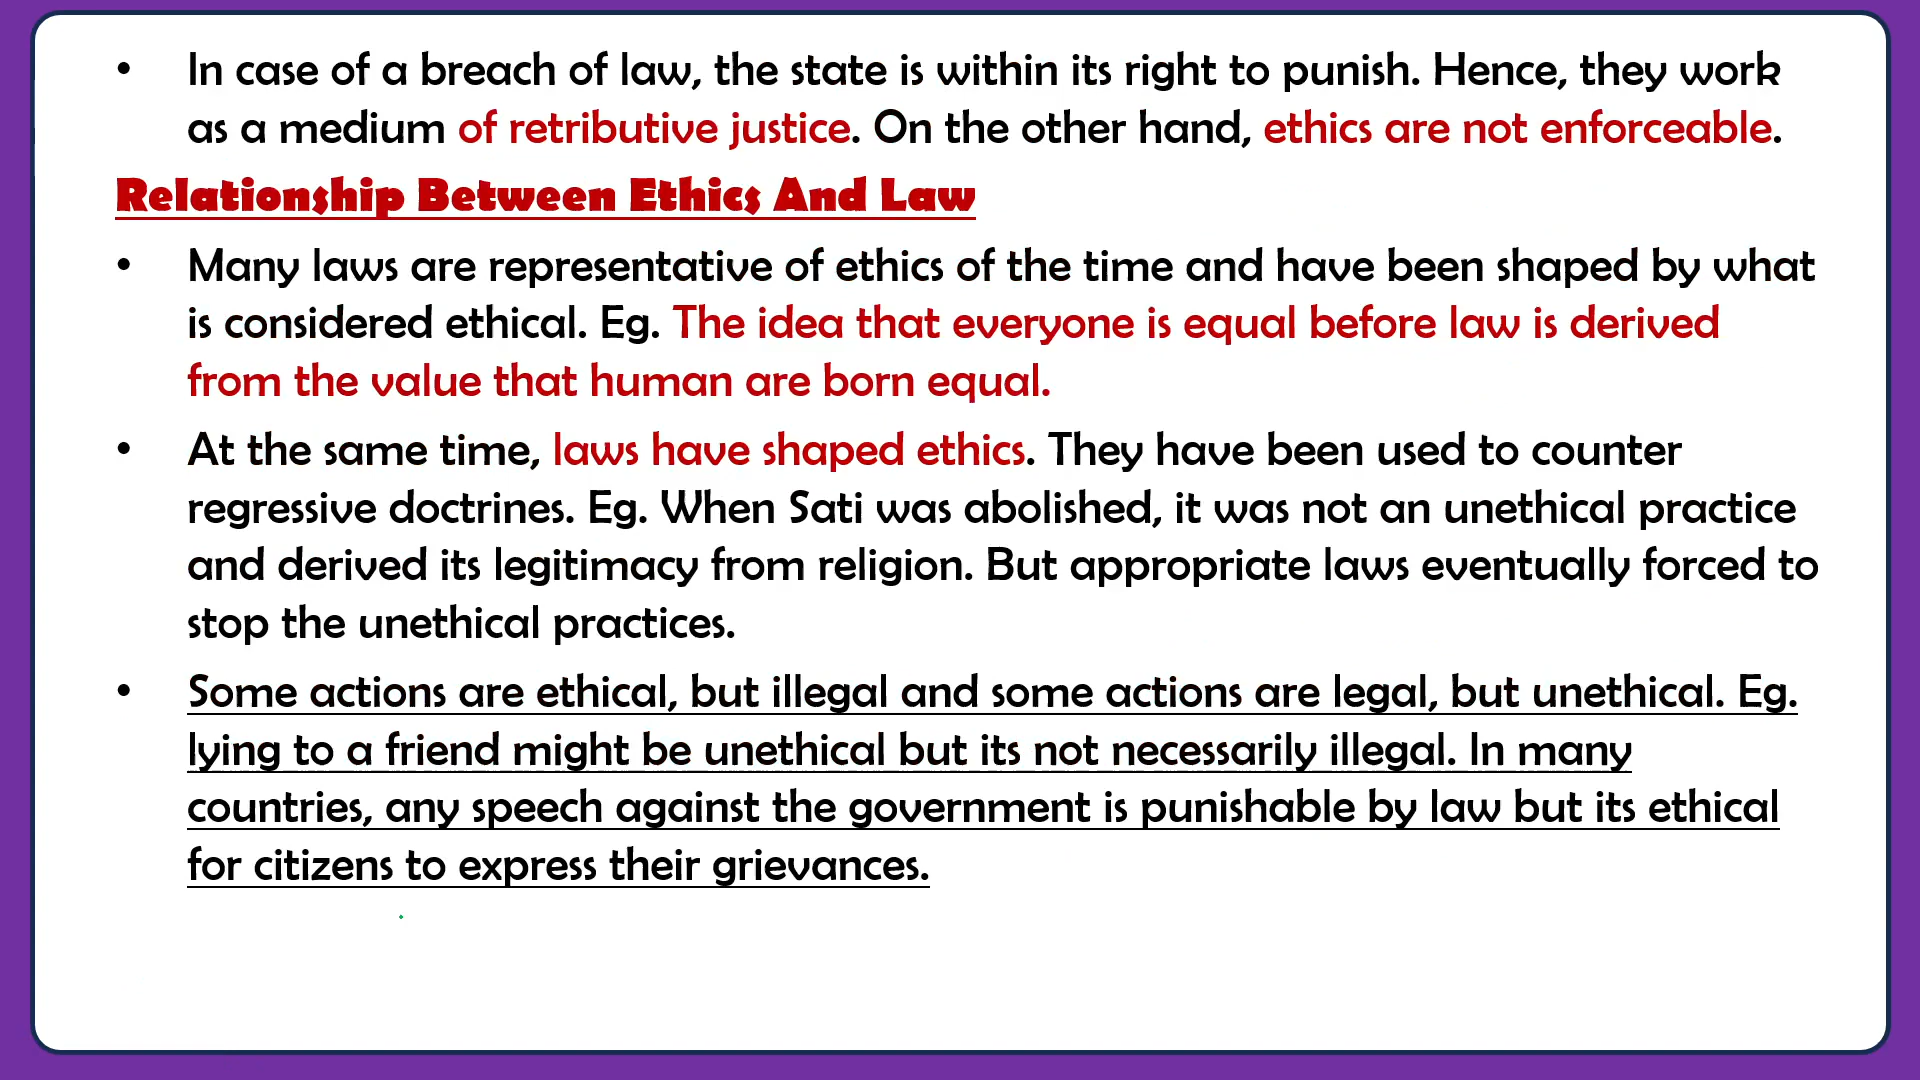 • In case of a breach of law, the state is within its right to punish. Hence, they work
as a medium of retributive justice. On the other hand, ethics are not enforceable.
Relationship Between Ethics And Law
• Many laws are representative of ethics of the time and have been shaped by what
is considered ethical. Eg. The idea that everyone is equal before law is derived
from the value that human are born equal.
• At the same time, laws have shaped ethics. They have been used to counter
regressive doctrines. Eg. When Sati was abolished, it was not an unethical practice
and derived its legitimacy from religion. But appropriate laws eventually forced to
stop the unethical practices.
• Some actions are ethical, but illegal and some actions are legal, but unethical. Eg.
lying to a friend might be unethical but its not necessarily illegal. In many
countries, any speech against the government is punishable by law but its ethical
for citizens to express their grievances.